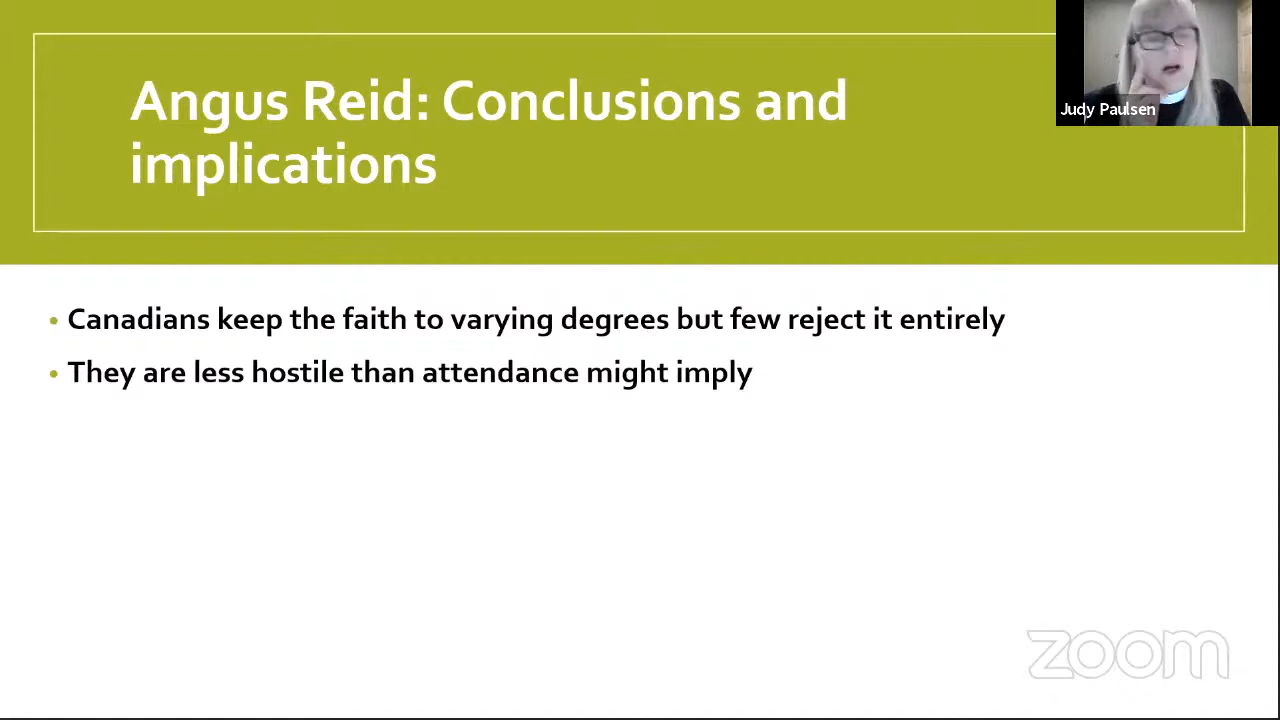 Angus Reid: Conclusions and
implications
Judy Paulsen
• Canadians keep the faith to varying degrees but few reject it entirely
• They are less hostile than attendance might imply
zoom